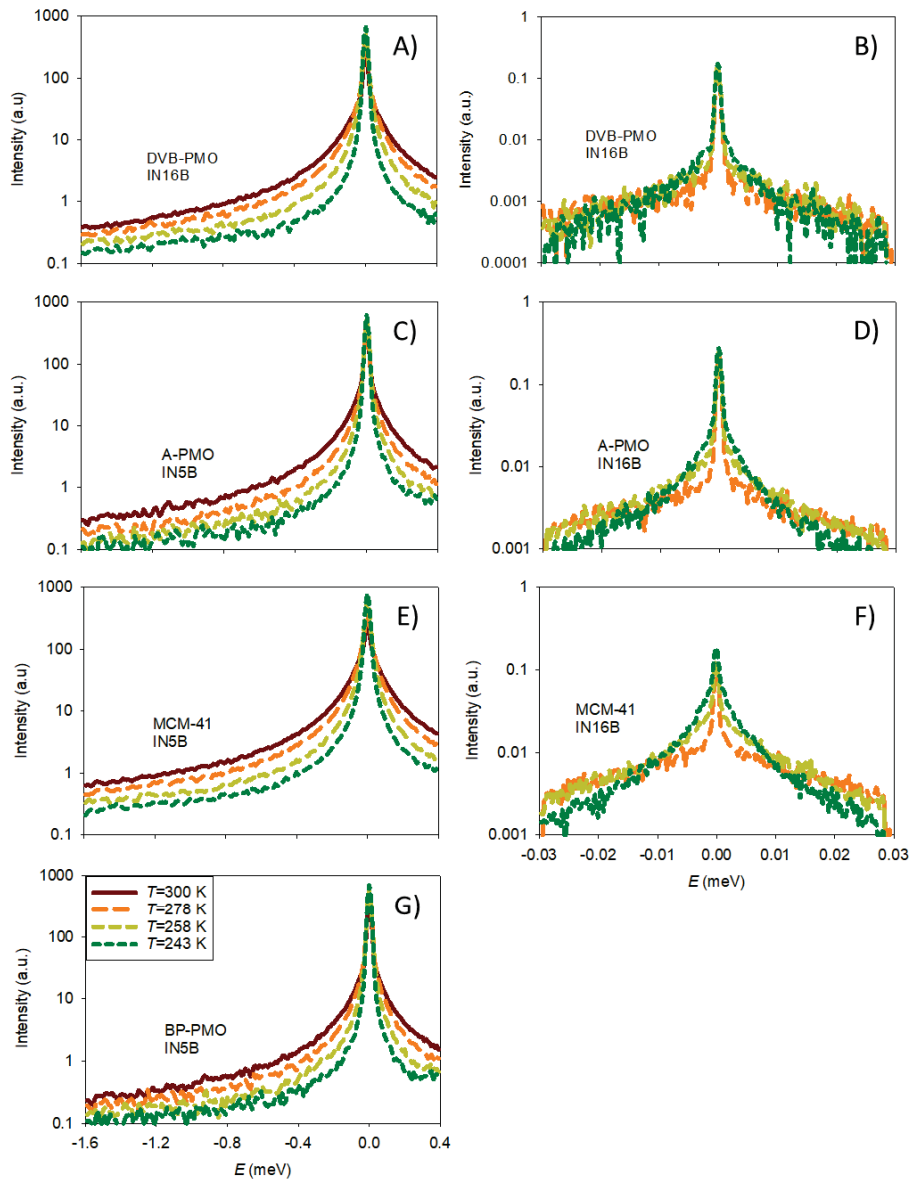 1000
100
10
1
0.1
Intensity (a.u)
A)
DVB-PMO
IN16B
1
0.1
0.01
0.001
0.0001
Intensity (a.u.)
B)
DVB-PMO
IN16B
1000
100
10
1
0.1
Intensity (a.u.)
C)
A-PMO
IN5B
1
0.1
0.01
0.001
Intensity (a.u.)
D)
A-PMO
IN16B
1000
100
10
1
0.1
Intensity (a.u)
E)
MCM-41
IN5B
1
0.1
0.01
0.001
Intensity (a.u.)
F)
MCM-41
IN16B
-0.03 -0.02 -0.01 0.00 0.01 0.02 0.03
E (meV)
1000
100
10
1
0.1
Intensity (a.u.)
T=300 K
T=278 K
T=258 K
T=243 K
G)
BP-PMO
IN5B
-1.6 -1.2 -0.8 -0.4 0.0 0.4
E (meV)